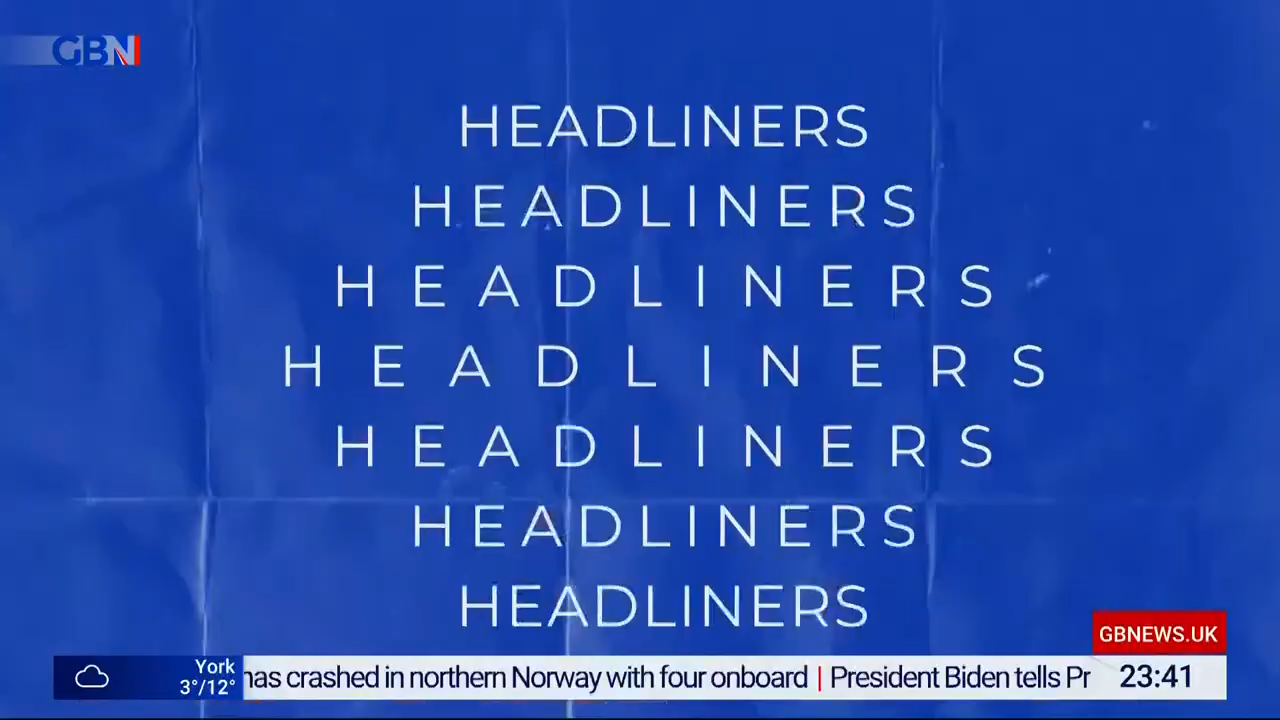 GBN
HEADLINERS
HEADLINERS
HEADLINERS
HEADLINERS
HEADLINERS
HEADLINERS
HEADLINERS
GBNEWS.UK
York
3°/12°
has crashed in northern Norway with four onboard | President Biden tells Pr
23:41